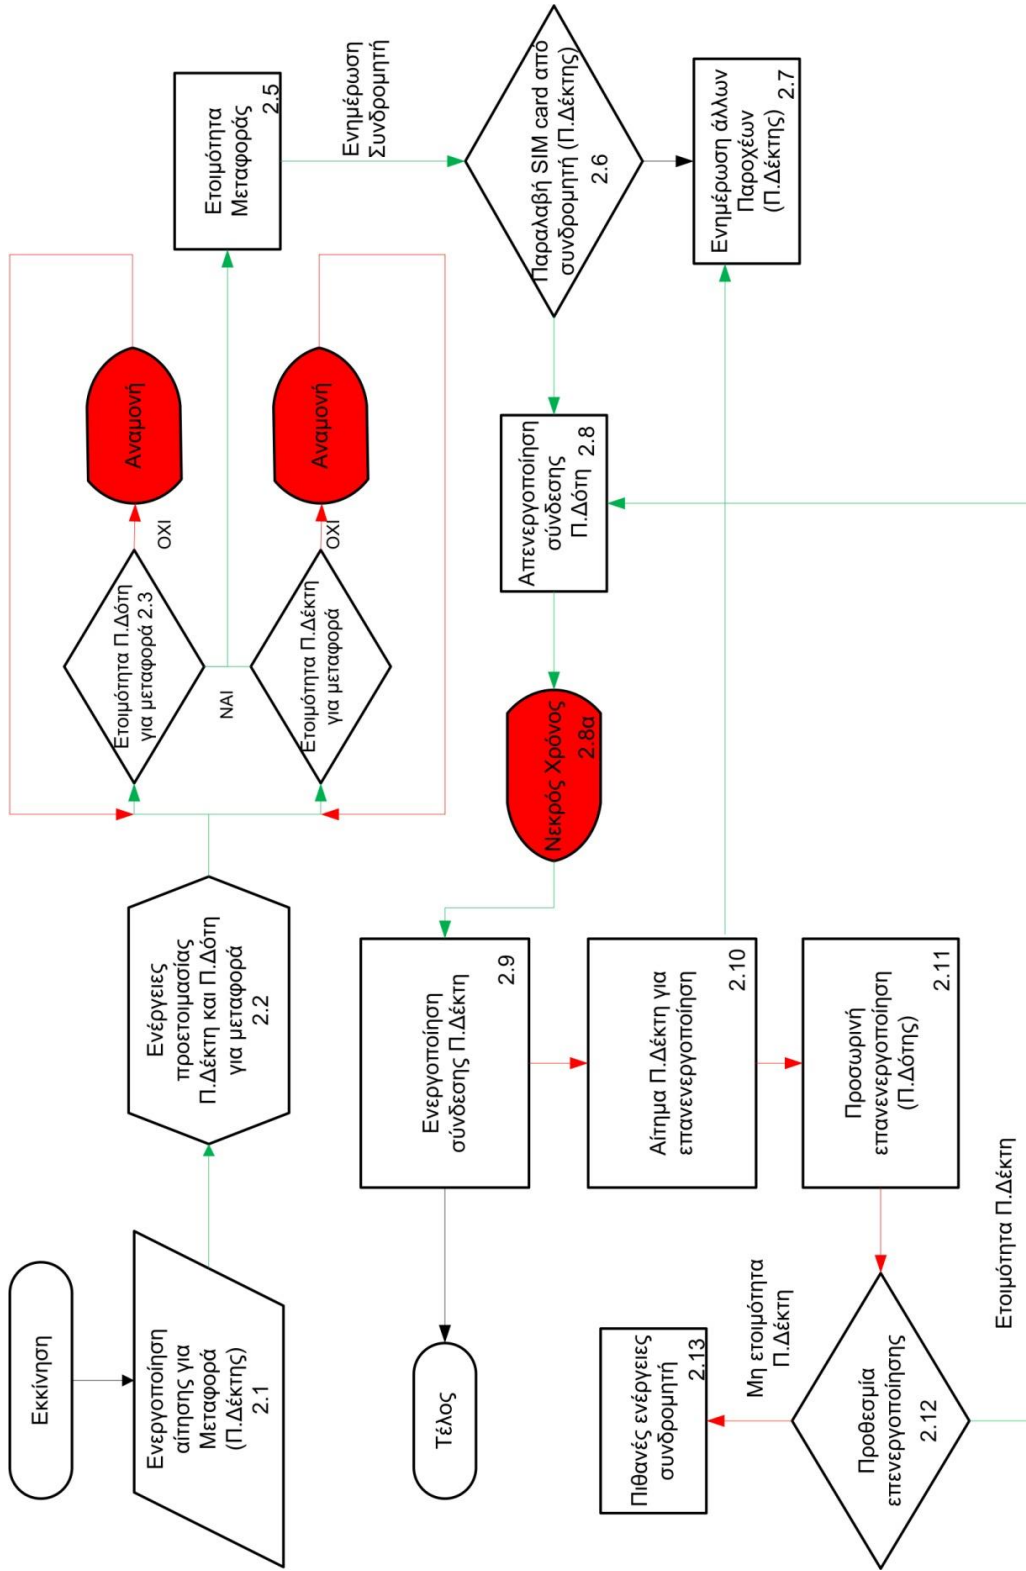 Εκκίνηση
Ενεργοποίηση
αίτησης για
Μεταφορά
(Π.Δέκτης)
2.1
Ενέργειες
προετοιμασίας
Π.Δέκτη και Π.Δότη
για μεταφορά
2.2
Ετοιμότητα Π.Δότη
για μεταφορά 2.3
ΟΧΙ
Αναμονή
ΝΑΙ
Ετοιμότητα Π.Δέκτη
για μεταφορά
ΟΧΙ
Αναμονή
Ετοιμότητα
Μεταφοράς
2.5
Ενημέρωση
Συνδρομητή
Παραλαβή SIM card από
συνδρομητή (Π.Δέκτης)
2.6
Ενημέρωση άλλων
Παροχέων
(Π.Δέκτης)
2.7
Απενεργοποίηση
σύνδεσης
Π.Δότη
2.8
Νεκρός Χρόνος
2.8α
Ενεργοποίηση
σύνδεσης Π.Δέκτη
2.9
Τέλος
Αίτημα Π.Δέκτη για
επανενεργοποίηση
2.10
Προσωρινή
επανενεργοποίηση
(Π.Δότης)
2.11
Προθεσμία
επενεργοποίησης
2.12
Μη ετοιμότητα
Π.Δέκτη
Πιθανές ενέργειες
συνδρομητή
2.13
Ετοιμότητα Π.Δέκτη